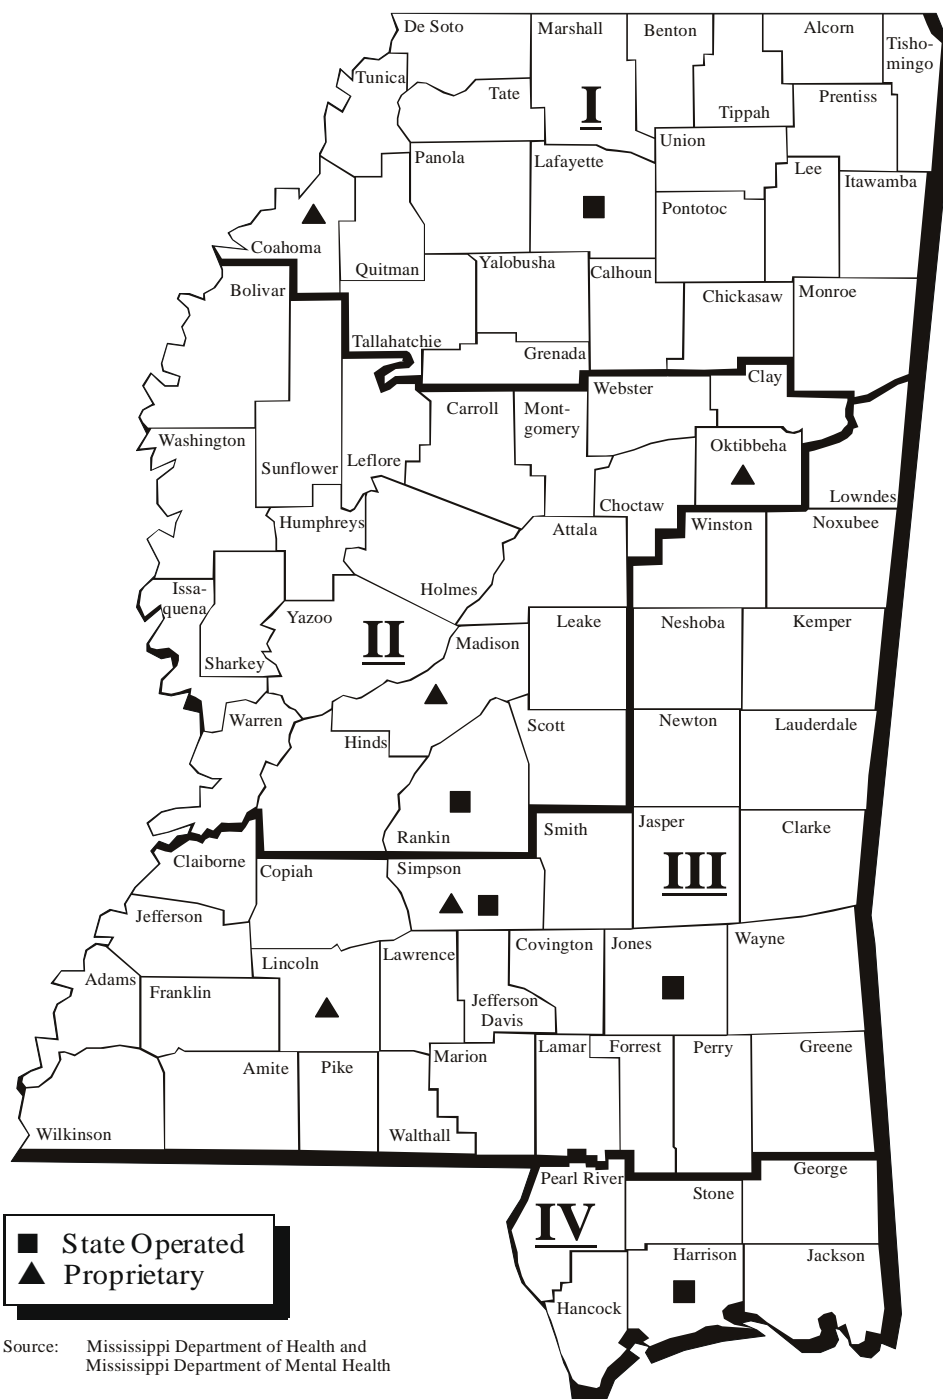 De Soto
Marshall
Benton
Alcorn
Tisho-
mingo
Tunica
Tate
I
Tippah
Prentiss
Union
Panola
Lafayette
Lee
Itawamba
Pontotoc
Coahoma
Quitman
Yalobusha
Calhoun
Bolivar
Chickasaw
Monroe
Tallahatchie
Grenada
Webster
Clay
Carroll
Mont-
gomery
Washington
Sunflower
Leflore
Oktibbeha
Lowndes
Choctaw
Humphreys
Attala
Winston
Noxubee
Issa-
quena
Holmes
Yazoo
Leake
Neshoba
Kemper
II
Madison
Sharkey
Warren
Hinds
Scott
Newton
Lauderdale
Rankin
Smith
Jasper
Clarke
Claiborne
Copiah
Simpson
III
Jefferson
Lawrence
Covington
Jones
Wayne
Lincoln
Adams
Franklin
Jefferson
Davis
Amite
Pike
Marion
Lamar
Forrest
Perry
Greene
Wilkinson
Walthall
Pearl River
George
Stone
IV
Harrison
Jackson
Hancock
State Operated
Proprietary
Source: Mississippi Department of Health and
Mississippi Department of Mental Health